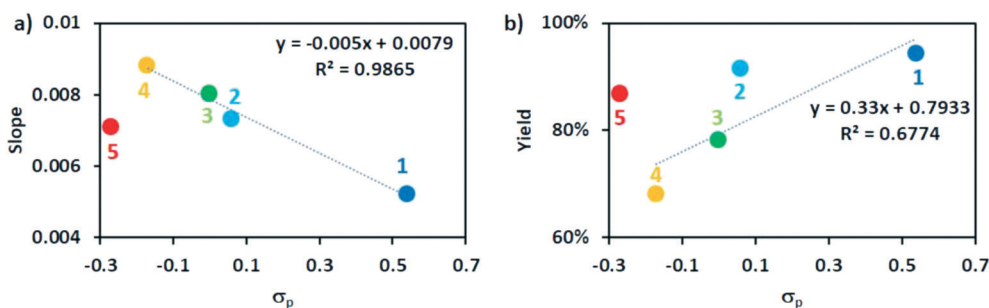 a)
0.01
0.008
0.006
0.004
Slope
-0.3
-0.1
0.1
0.3
0.5
0.7
σp
y = -0.005x + 0.0079
R² = 0.9865
4
3
2
1
5
b)
100%
80%
60%
Yield
-0.3
-0.1
0.1
0.3
0.5
0.7
σp
y = 0.33x + 0.7933
R² = 0.6774
5
2
1
3
4